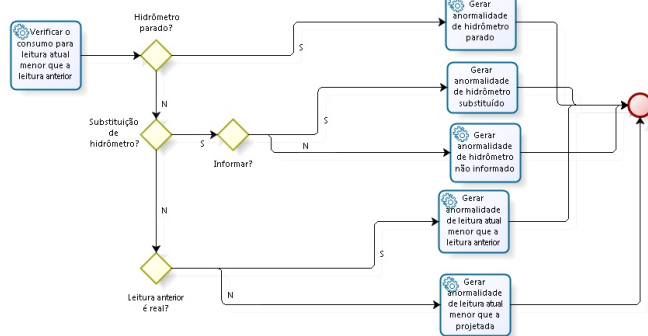 Verificar o
consumo para
leitura atual
menor que a
leitura anterior
Hidrômetro
parado?
S
Gerar
anormalidade
de hidrômetro
parado
N
Substituição
de
hidrômetro?
S
Informar?
S
Gerar
anormalidade
de hidrômetro
substituído
N
Gerar
anormalidade
de hidrômetro
não informado
N
Leitura anterior
é real?
S
Gerar
anormalidade
de leitura atual
menor que a
leitura anterior
N
Gerar
anormalidade
de leitura atual
menor que a
projetada